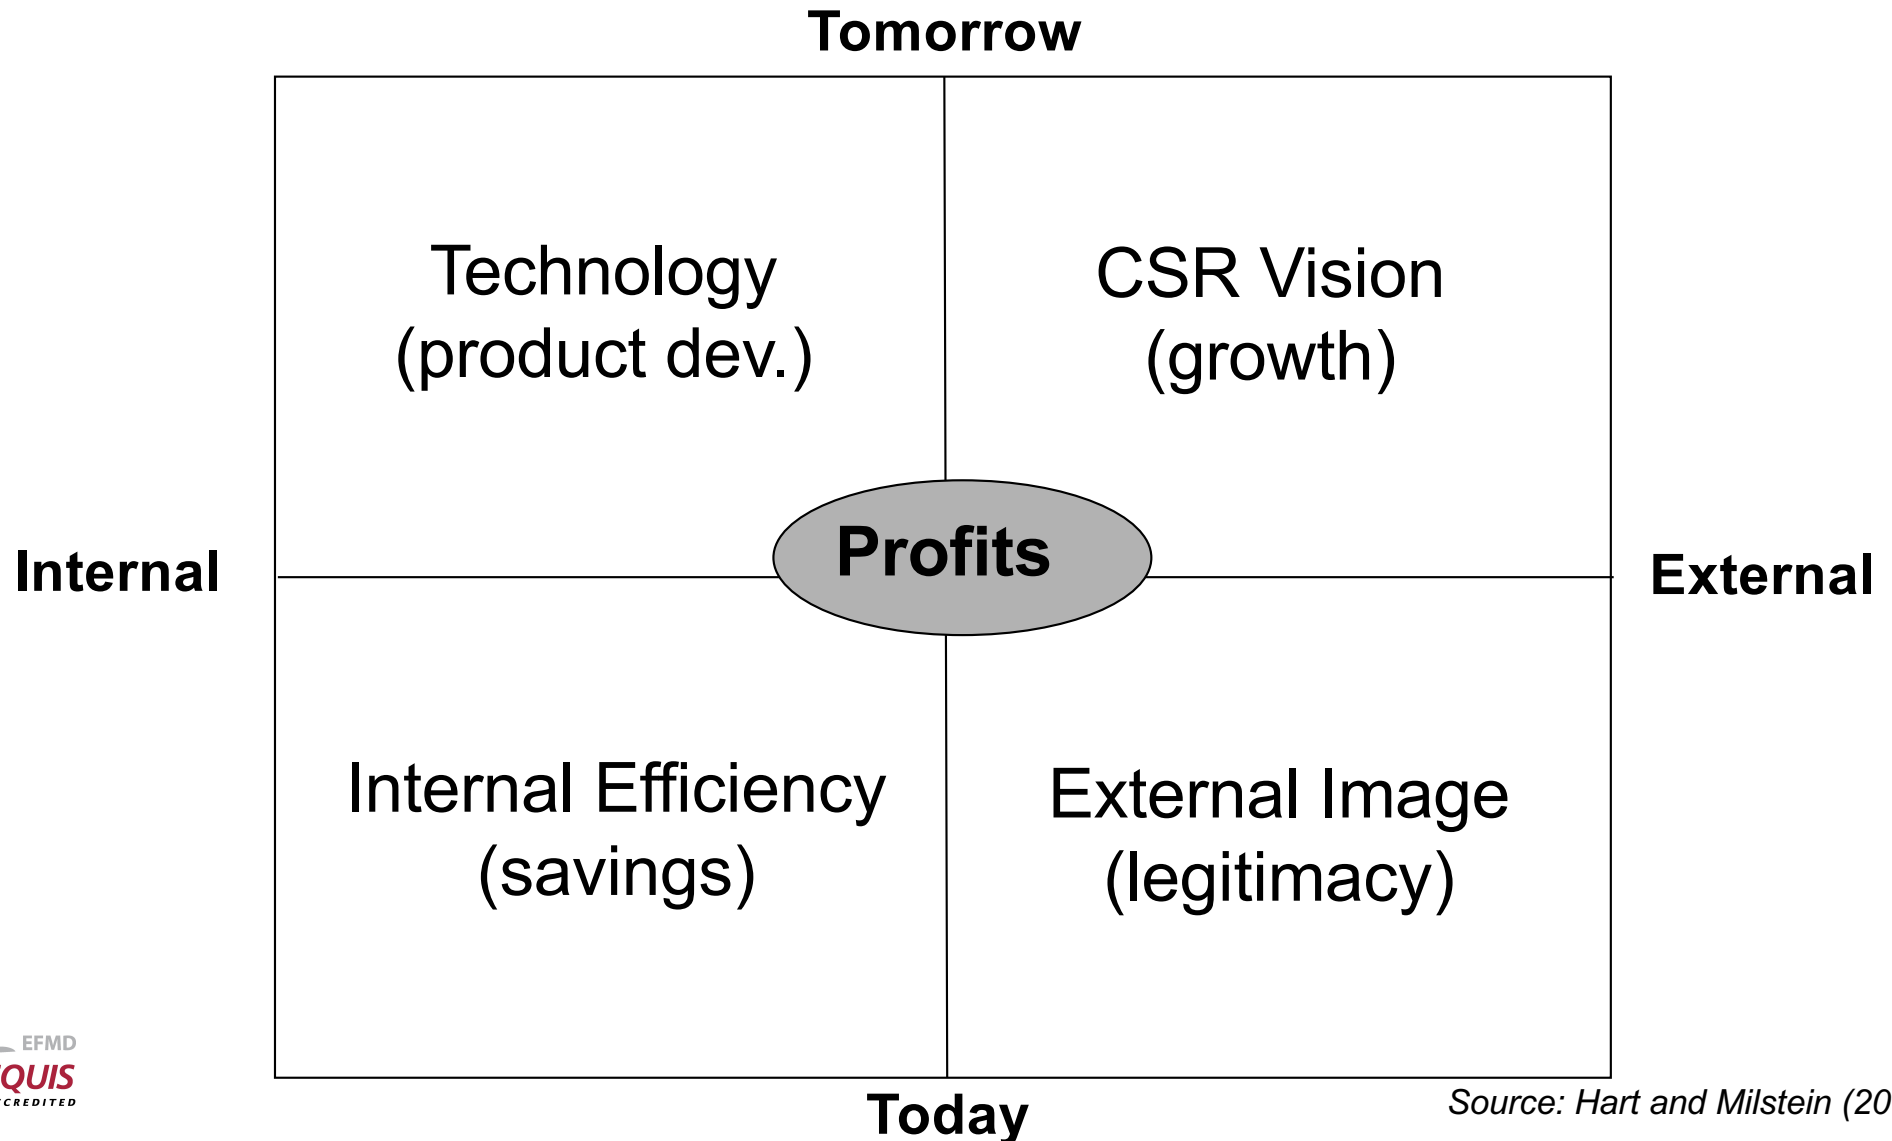 Tomorrow
Technology
(product dev.)
CSR Vision
(growth)
Internal
Profits
External
Internal Efficiency
(savings)
External Image
(legitimacy)
EFMD
QUIS
CCREDITED
Today
Source: Hart and Milstein (20